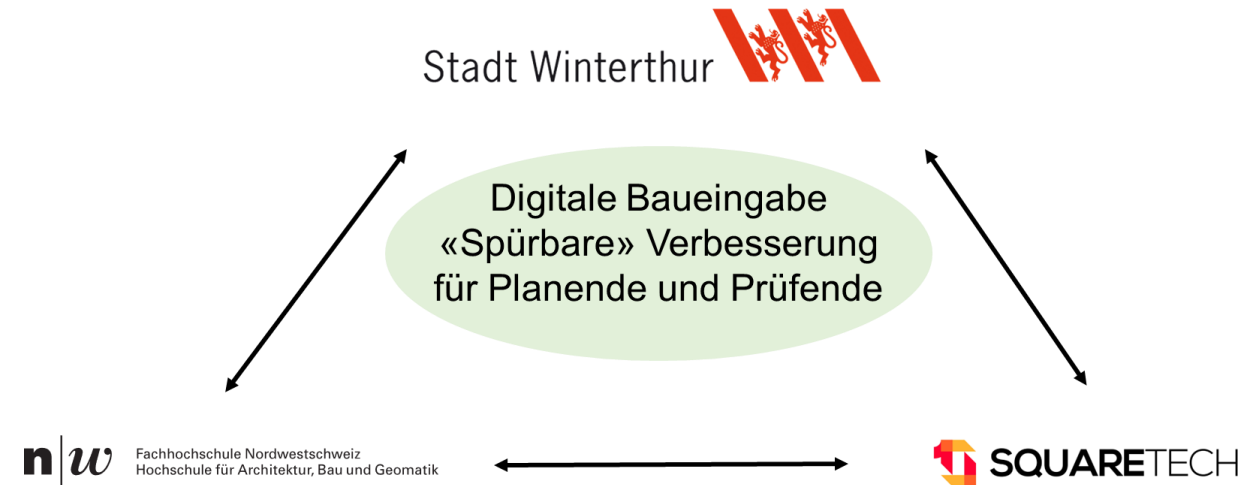 Stadt Winterthur
Digitale Baueingabe
«Spürbare» Verbesserung
für Planende und Prüfende
n|w Fachhochschule Nordwestschweiz
Hochschule für Architektur, Bau und Geomatik
SQUARETECH